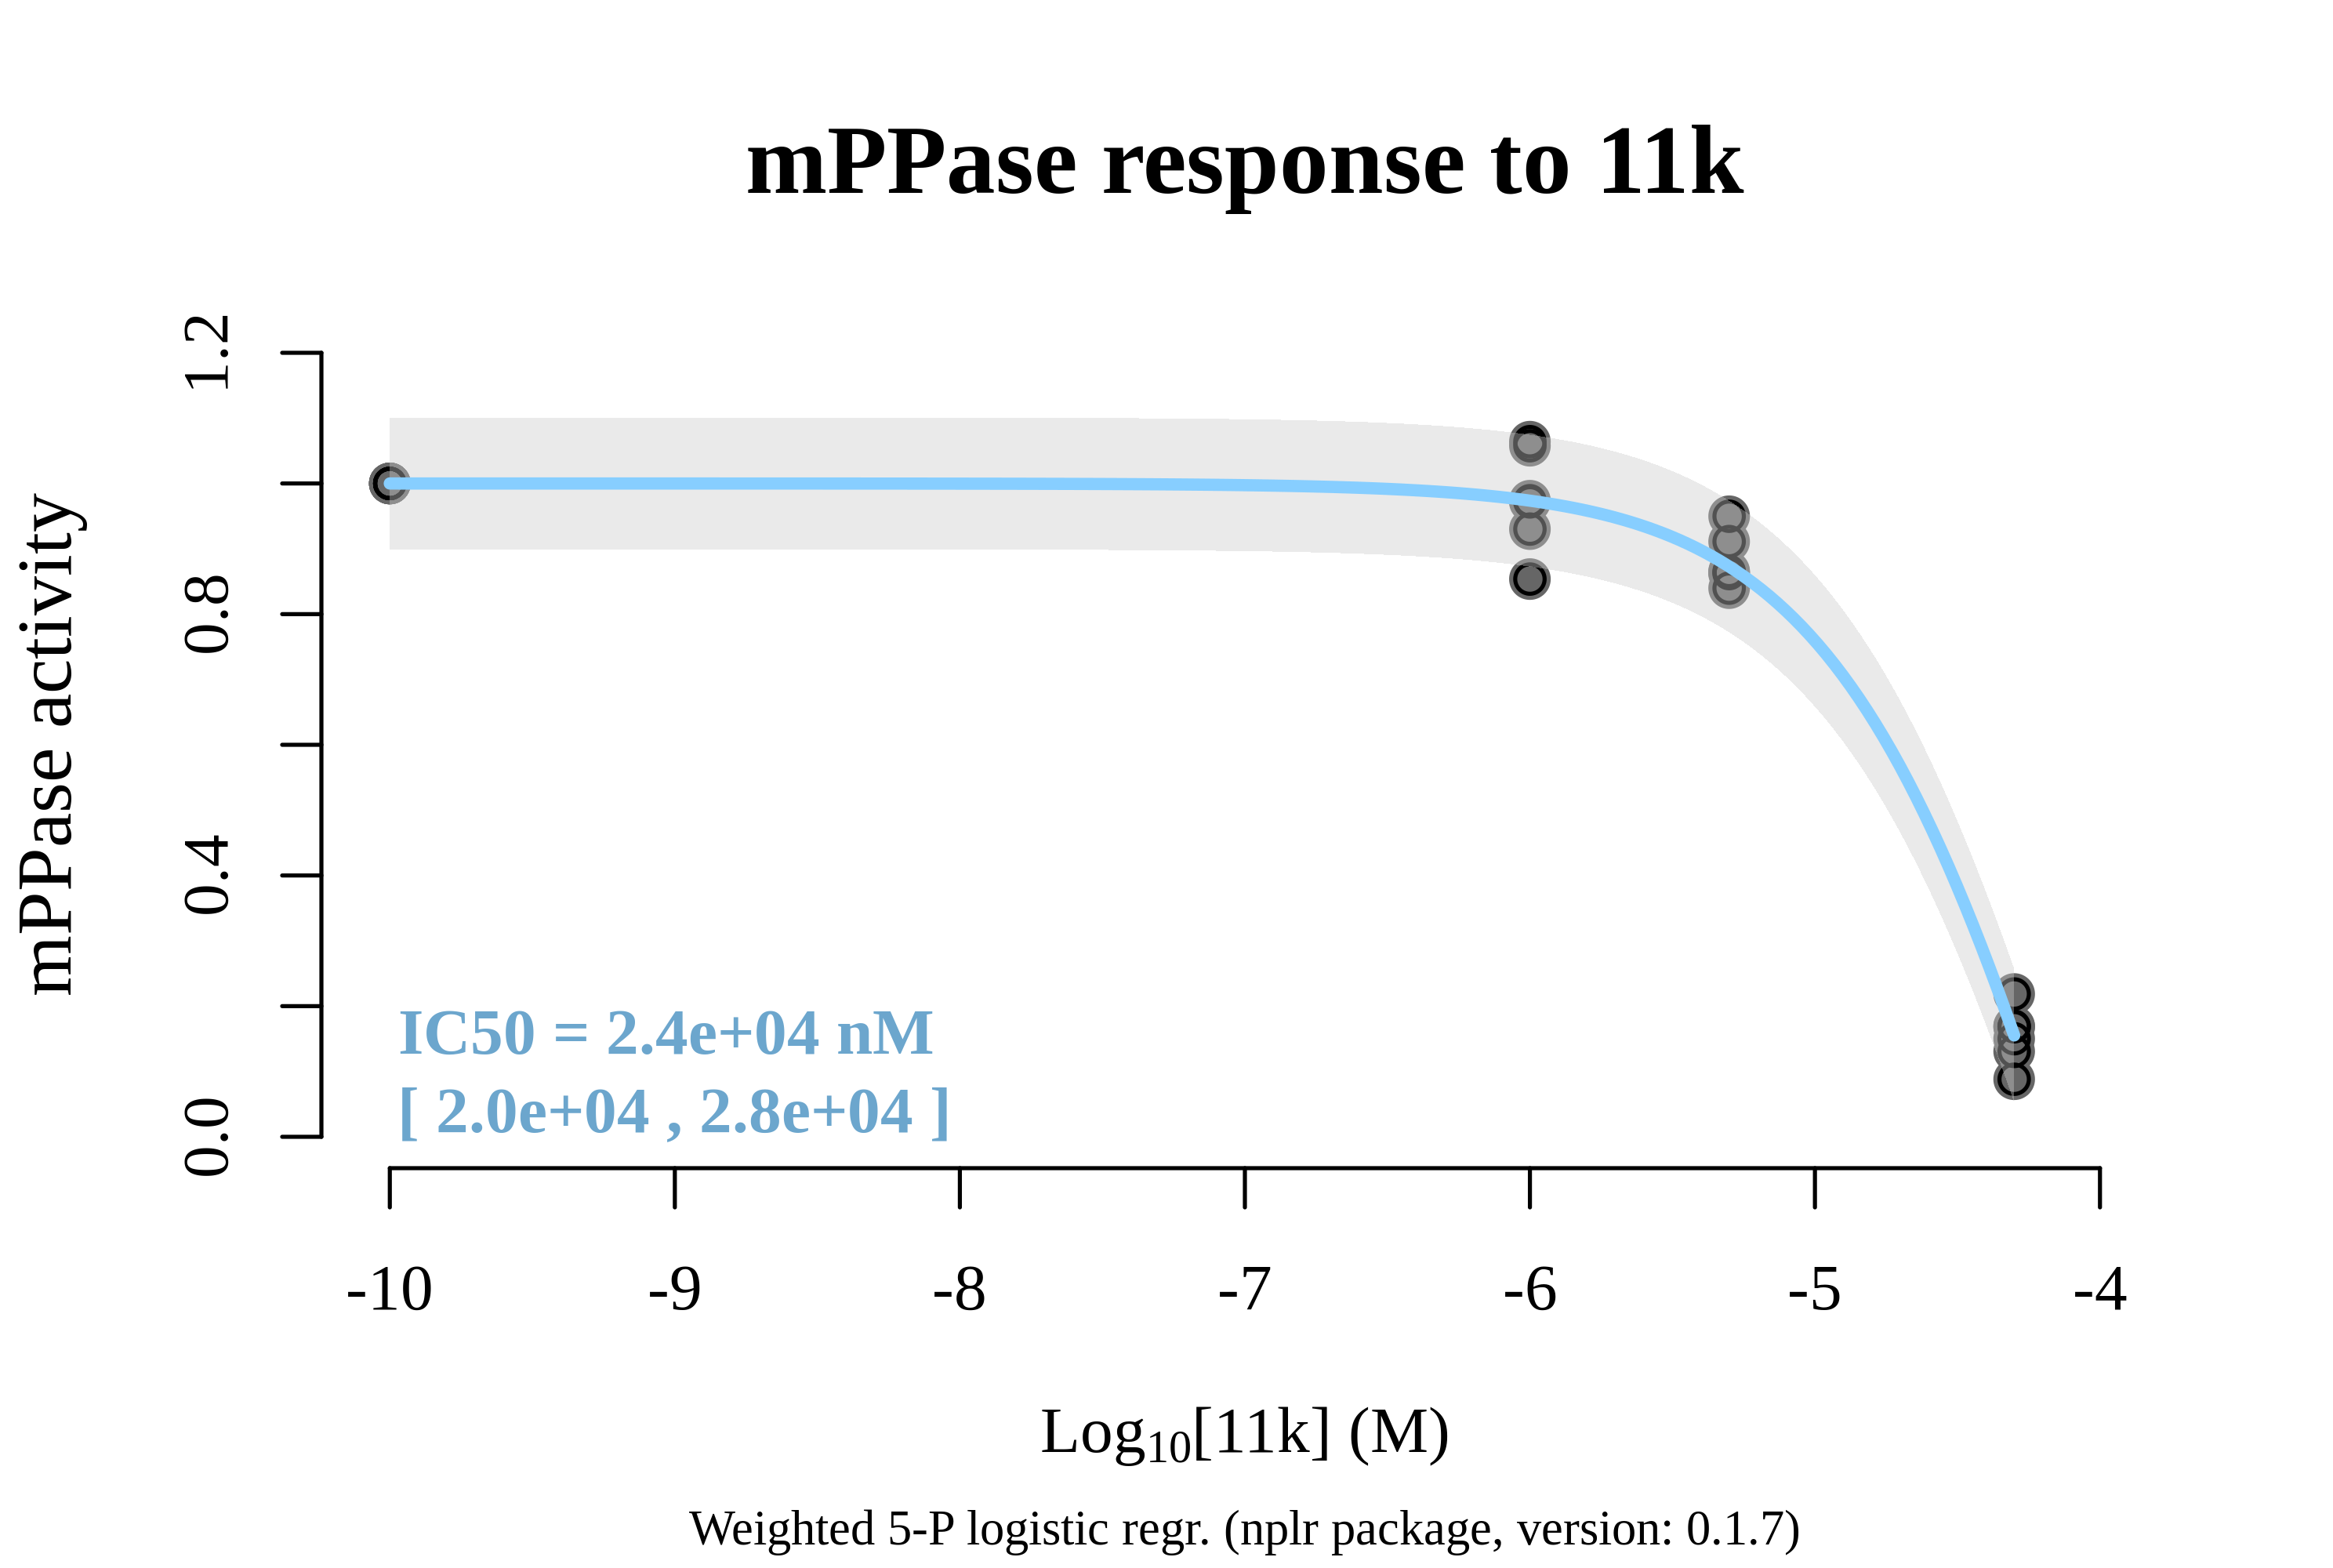 mPPase response to 11k
mPPase activity
1.2
0.8
0.4
0.0
IC50 = 2.4e+04 nM
[ 2.0e+04 , 2.8e+04 ]
-10 -9 -8 -7 -6 -5 -4
Log₁₀[11k] (M)
Weighted 5-P logistic regr. (nplr package, version: 0.1.7)